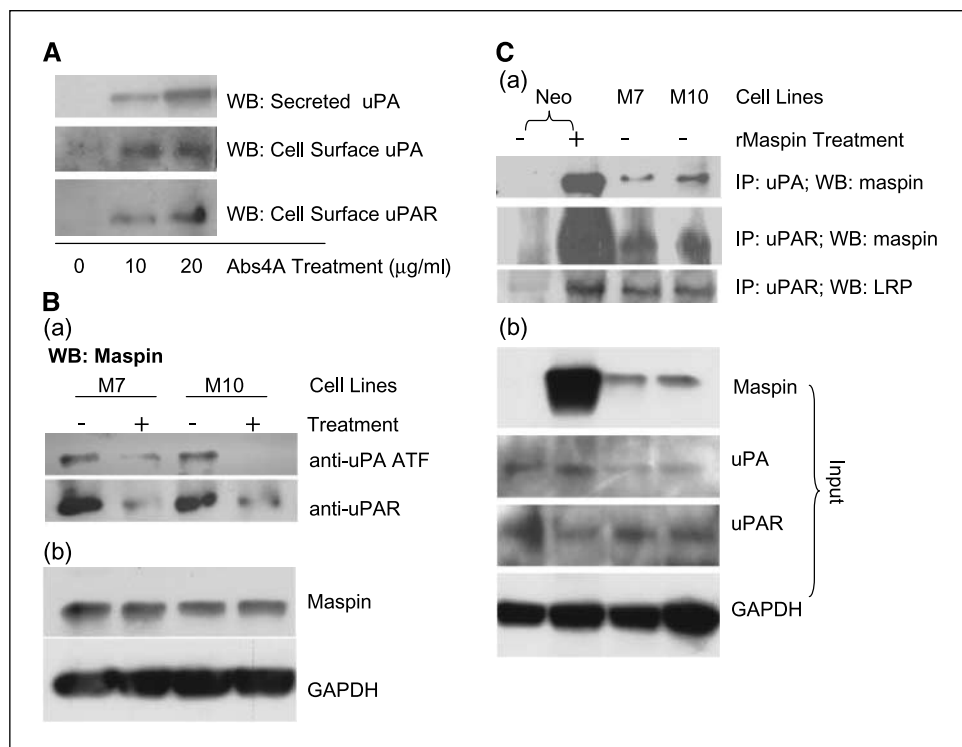 A
WB: Secreted uPA
WB: Cell Surface uPA
WB: Cell Surface uPAR
0 10 20 Abs4A Treatment (μg/ml)
B
(a)
WB: Maspin
M7 M10 Cell Lines
- + - + Treatment
anti-uPA ATF
anti-uPAR
(b)
Maspin
GAPDH
C
(a)
Neo M7 M10 Cell Lines
- + - - rMaspin Treatment
IP: uPA; WB: maspin
IP: uPAR; WB: maspin
IP: uPAR; WB: LRP
(b)
Maspin
uPA
uPAR
GAPDH
Input